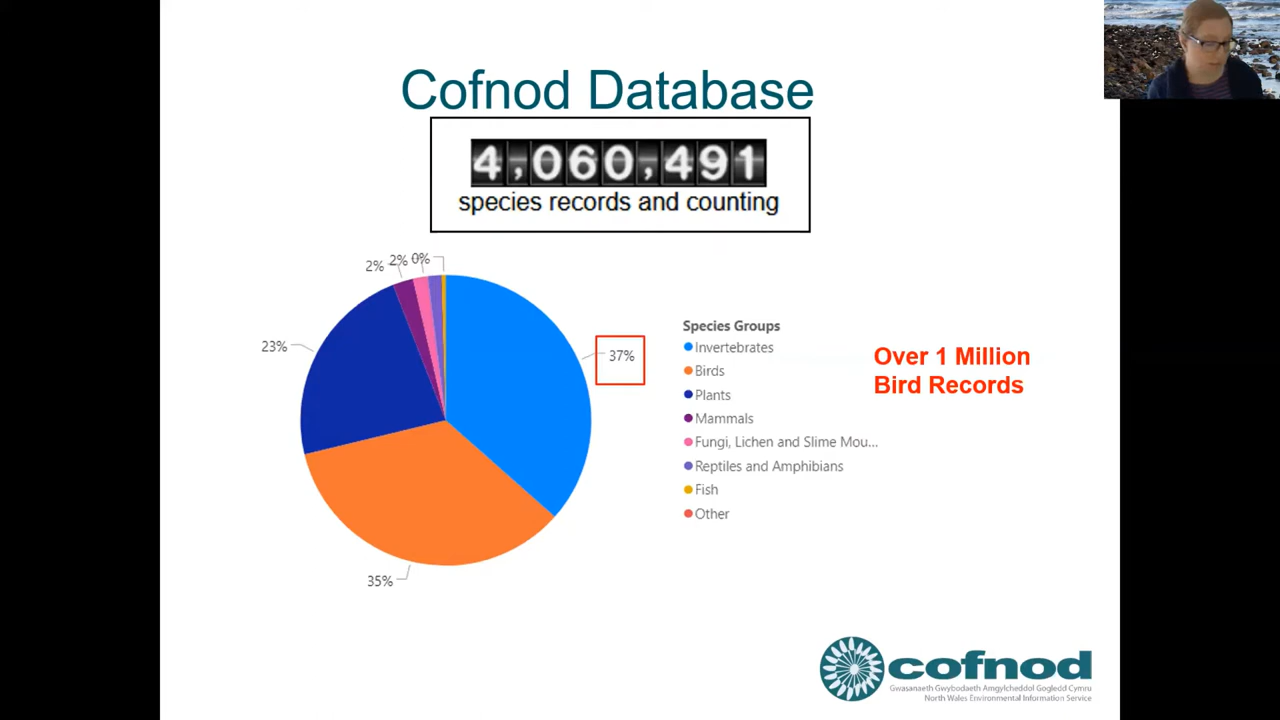 Cofnod Database
4,060,491
species records and counting
2%
2%
0%
23%
37%
35%
Species Groups
Invertebrates
Birds
Plants
Mammals
Fungi, Lichen and Slime Mou...
Reptiles and Amphibians
Fish
Other
Over 1 Million
Bird Records
cofnod
Gwasanaeth Gwybodaeth Amgylcheddol Gogledd Cymru
North Wales Environmental Information Service